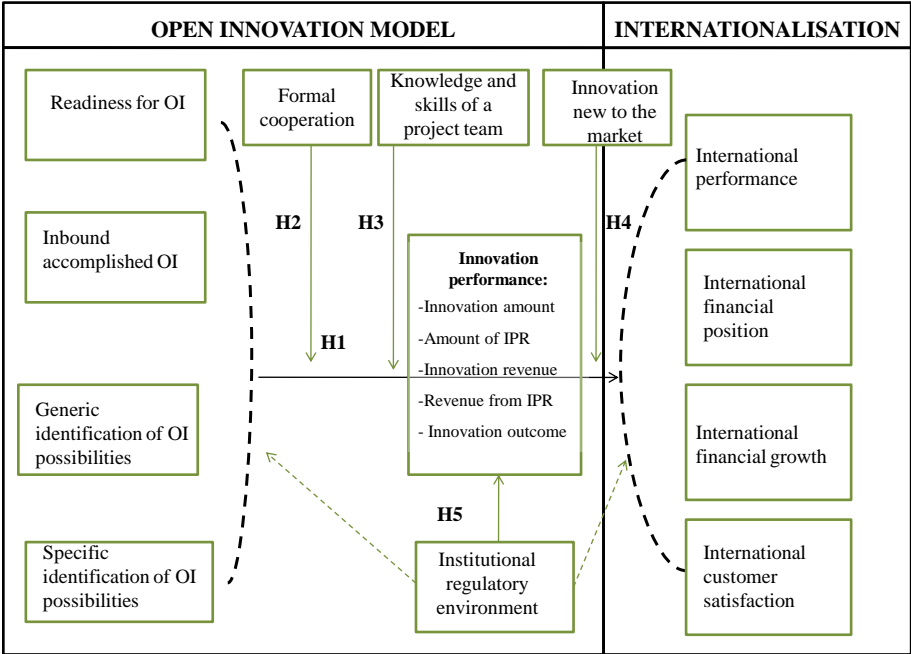 OPEN INNOVATION MODEL
INTERNATIONALISATION
Readiness for OI
Formal
cooperation
Knowledge and
skills of a
project team
Innovation
new to the
market
International
performance
Inbound
accomplished OI
H2
H3
H4
Innovation
performance:
-Innovation amount
-Amount of IPR
-Innovation revenue
-Revenue from IPR
- Innovation outcome
International
financial
position
H1
Generic
identification of OI
possibilities
International
financial growth
H5
Specific
identification of OI
possibilities
Institutional
regulatory
environment
International
customer
satisfaction